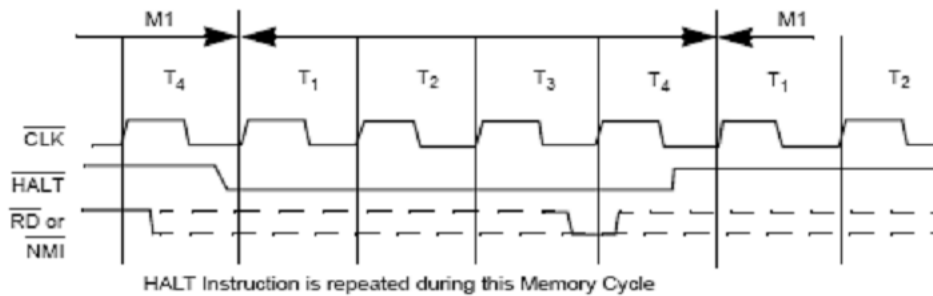 M1 M1
T4 T1 T2 T3 T4 T1 T2
CLK
HALT
RD or
NMI
HALT Instruction is repeated during this Memory Cycle